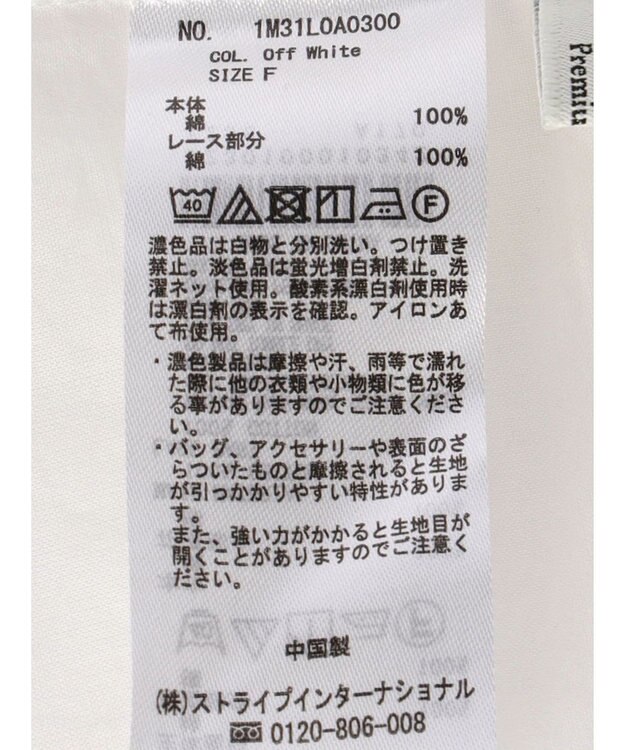 NO. 1M31L0A0300
COL. Off White
SIZE F
本体
綿 100%
レース部分
綿 100%
40 F
濃色品は白物と分別洗い。つけ置き
禁止。淡色品は蛍光増白剤禁止。洗
濯ネット使用。酸素系漂白剤使用時
は漂白剤の表示を確認。アイロンあ
て布使用。
・濃色製品は摩擦や汗、雨等で濡れ
た際に他の衣類や小物類に色が移
る事がありますのでご注意くださ
い。
・バッグ、アクセサリーや表面のざ
らついたものと摩擦されると生地
が引っかかりやすい特性がありま
す。
また、強い力がかかると生地目が
開くことがありますのでご注意く
ださい。
中国製
(株)ストライプインターナショナル
0120-806-008